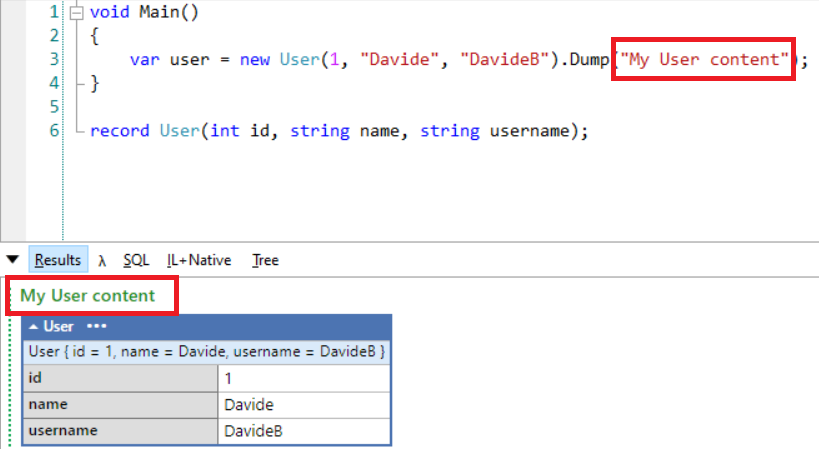 1 void Main()
2 {
3 var user = new User(1, "Davide", "DavideB").Dump("My User content");
4 }
5
6 record User(int id, string name, string username);
Results λ SQL IL+Native Tree
My User content
User •••
User { id = 1, name = Davide, username = DavideB }
id 1
name Davide
username DavideB